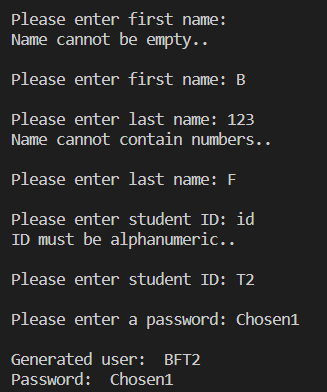 Please enter first name:
Name cannot be empty..
Please enter first name: B
Please enter last name: 123
Name cannot contain numbers..
Please enter last name: F
Please enter student ID: id
ID must be alphanumeric..
Please enter student ID: T2
Please enter a password: Chosen1
Generated user:  BFT2
Password:  Chosen1